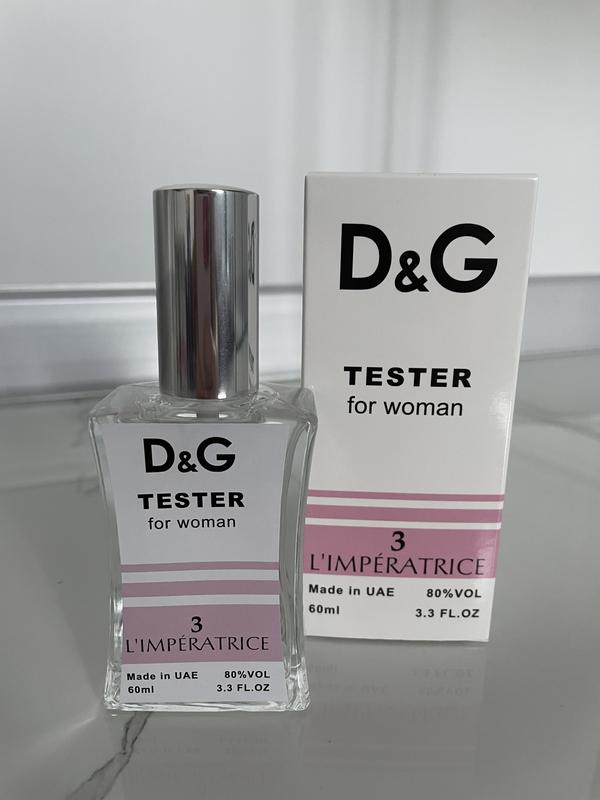 D&G
TESTER
for woman
3
L'IMPÉRATRICE
Made in UAE 80%VOL
60ml 3.3 FL.OZ
D&G
TESTER
for woman
3
L'IMPÉRATRICE
Made in UAE 80%VOL
60ml 3.3 FL.OZ